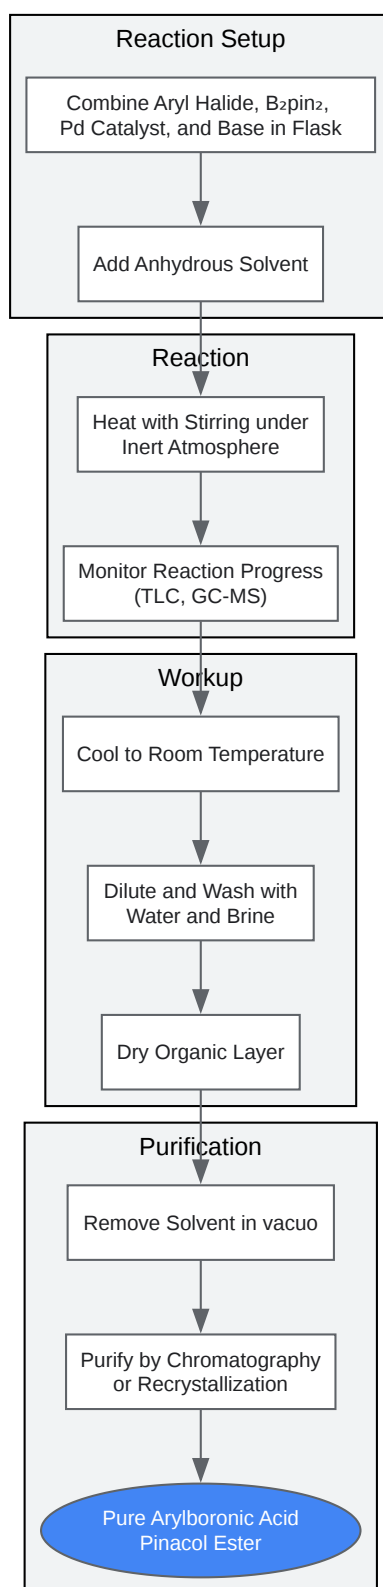 Reaction Setup
Combine Aryl Halide, B₂pin₂,
Pd Catalyst, and Base in Flask
Add Anhydrous Solvent
Reaction
Heat with Stirring under
Inert Atmosphere
Monitor Reaction Progress
(TLC, GC-MS)
Workup
Cool to Room Temperature
Dilute and Wash with
Water and Brine
Dry Organic Layer
Purification
Remove Solvent in vacuo
Purify by Chromatography
or Recrystallization
Pure Arylboronic Acid
Pinacol Ester